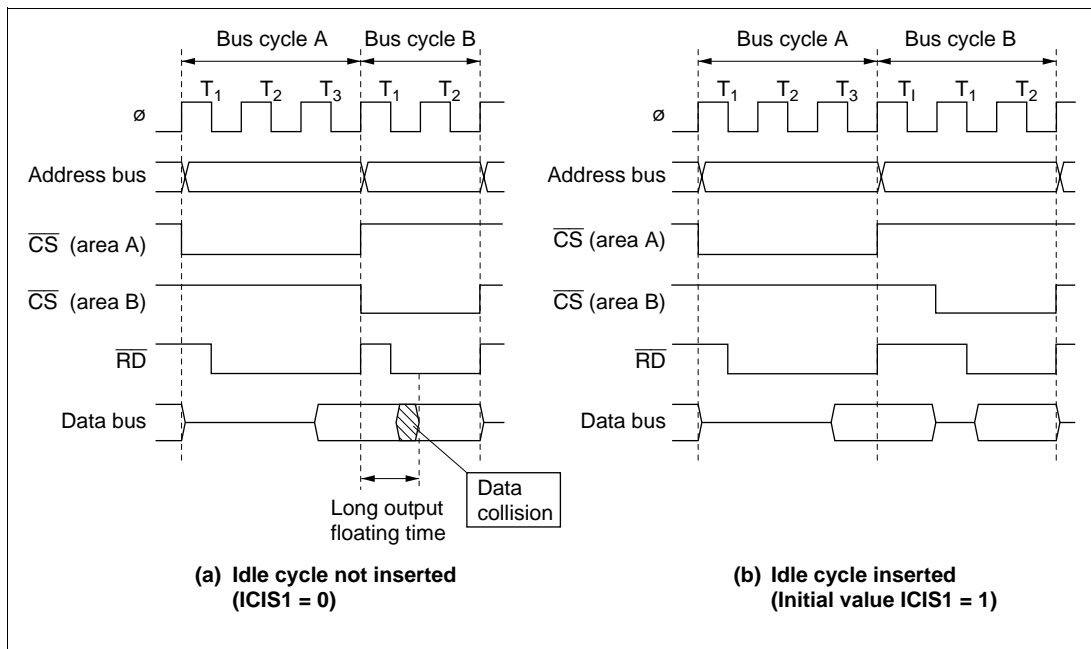 Bus cycle A
Bus cycle B
T1 T2 T3 T1 T2
ø
Address bus
CS (area A)
CS (area B)
RD
Data bus
Long output
floating time
Data
collision
(a) Idle cycle not inserted
(ICIS1 = 0)
Bus cycle A
Bus cycle B
T1 T2 T3 TI T1 T2
ø
Address bus
CS (area A)
CS (area B)
RD
Data bus
(b) Idle cycle inserted
(Initial value ICIS1 = 1)